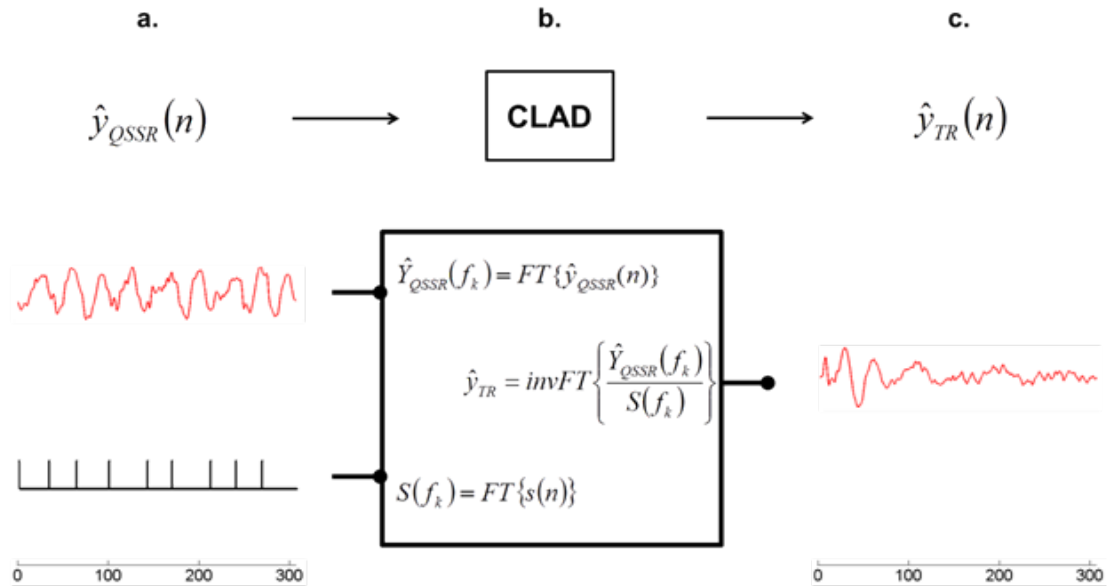 a. b. c.
ŷ_QSSR(n) CLAD ŷ_TR(n)
Ŷ_QSSR(f_k) = FT{ŷ_QSSR(n)}
ŷ_TR = invFT{Ŷ_QSSR(f_k) / S(f_k)}
S(f_k) = FT{s(n)}
0 100 200 300 0 100 200 300